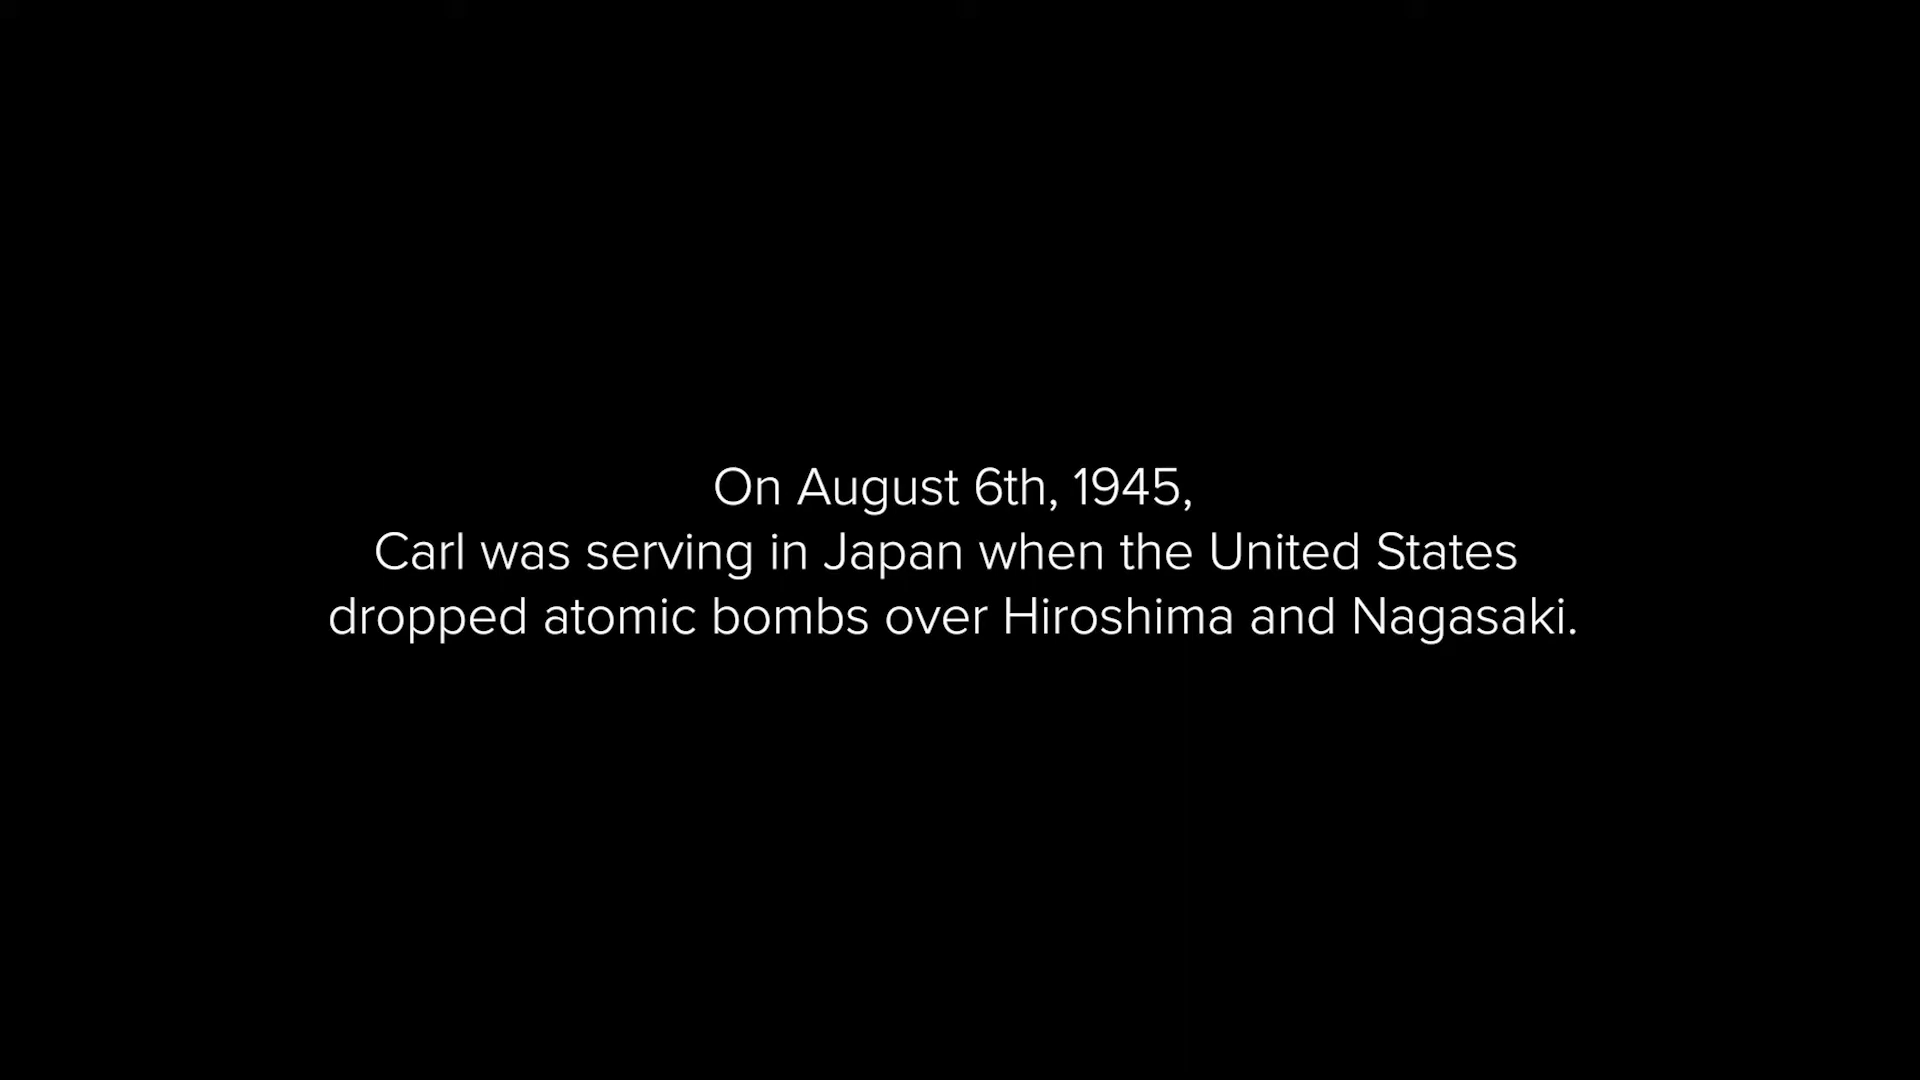 On August 6th, 1945,
Carl was serving in Japan when the United States
dropped atomic bombs over Hiroshima and Nagasaki.